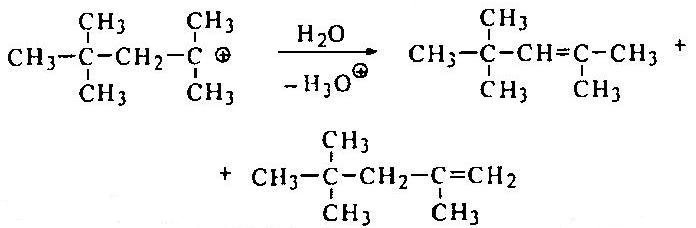 CH₃ CH₃ H₂O CH₃
CH₃–C–CH₂–C⊕ → CH₃–C–CH=C–CH₃ +
CH₃ CH₃ –H₃O⊕ CH₃ CH₃
CH₃
+ CH₃–C–CH₂–C=CH₂
CH₃ CH₃